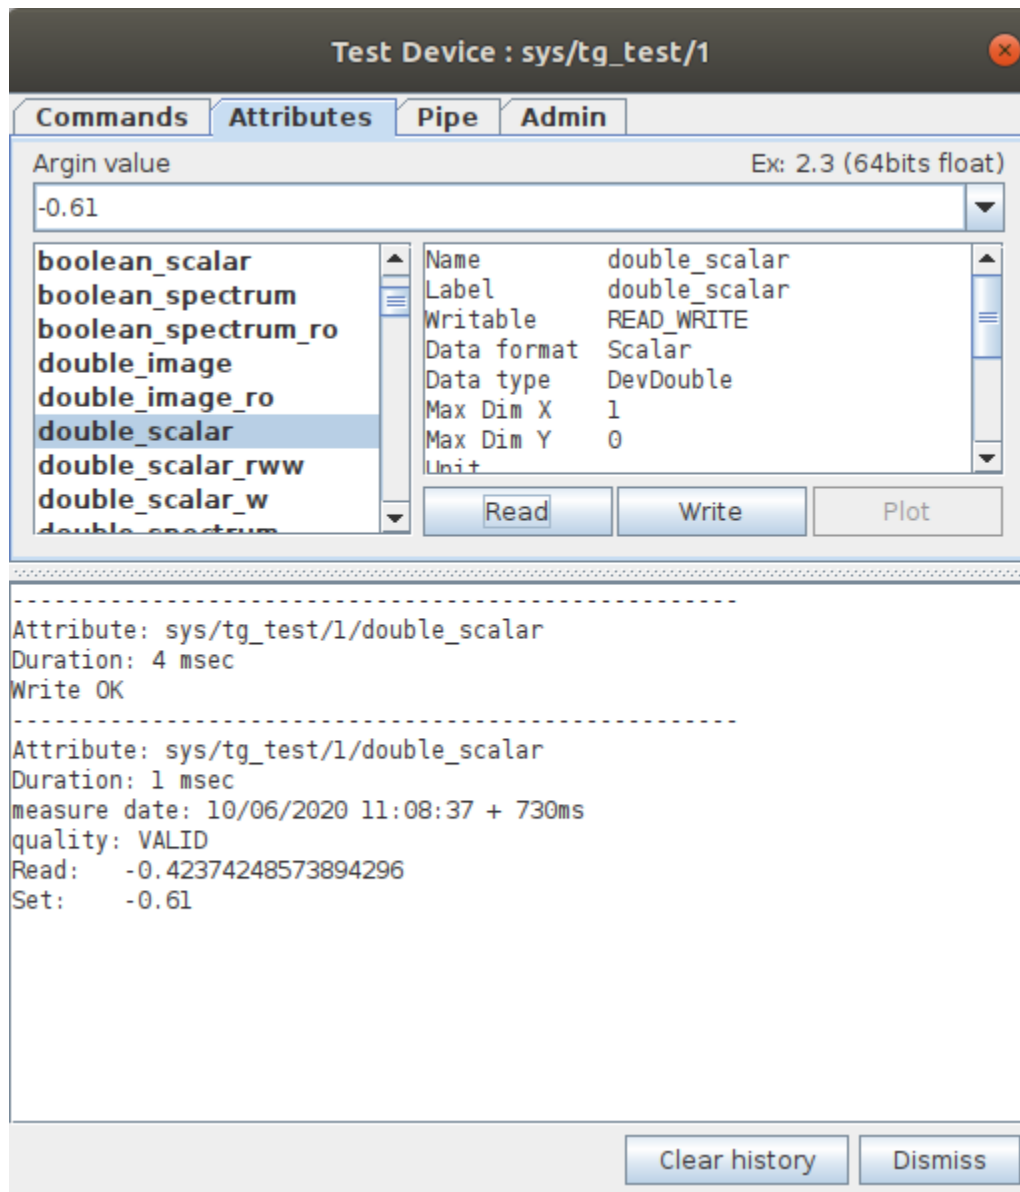 Test Device : sys/tg_test/1
Commands Attributes Pipe Admin
Argin value Ex: 2.3 (64bits float)
-0.61
boolean_scalar
boolean_spectrum
boolean_spectrum_ro
double_image
double_image_ro
double_scalar
double_scalar_rww
double_scalar_w
double_spectrum
Name double_scalar
Label double_scalar
Writable READ_WRITE
Data format Scalar
Data type DevDouble
Max Dim X 1
Max Dim Y 0
Unit
Read Write Plot
----------------------------------------------------
Attribute: sys/tg_test/1/double_scalar
Duration: 4 msec
Write OK
----------------------------------------------------
Attribute: sys/tg_test/1/double_scalar
Duration: 1 msec
measure date: 10/06/2020 11:08:37 + 730ms
quality: VALID
Read: -0.42374248573894296
Set: -0.61
Clear history Dismiss